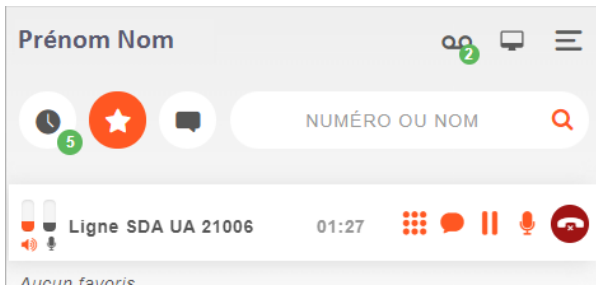 Prénom Nom
2
5
NUMÉRO OU NOM
Ligne SDA UA 21006 01:27
Aucun favoris